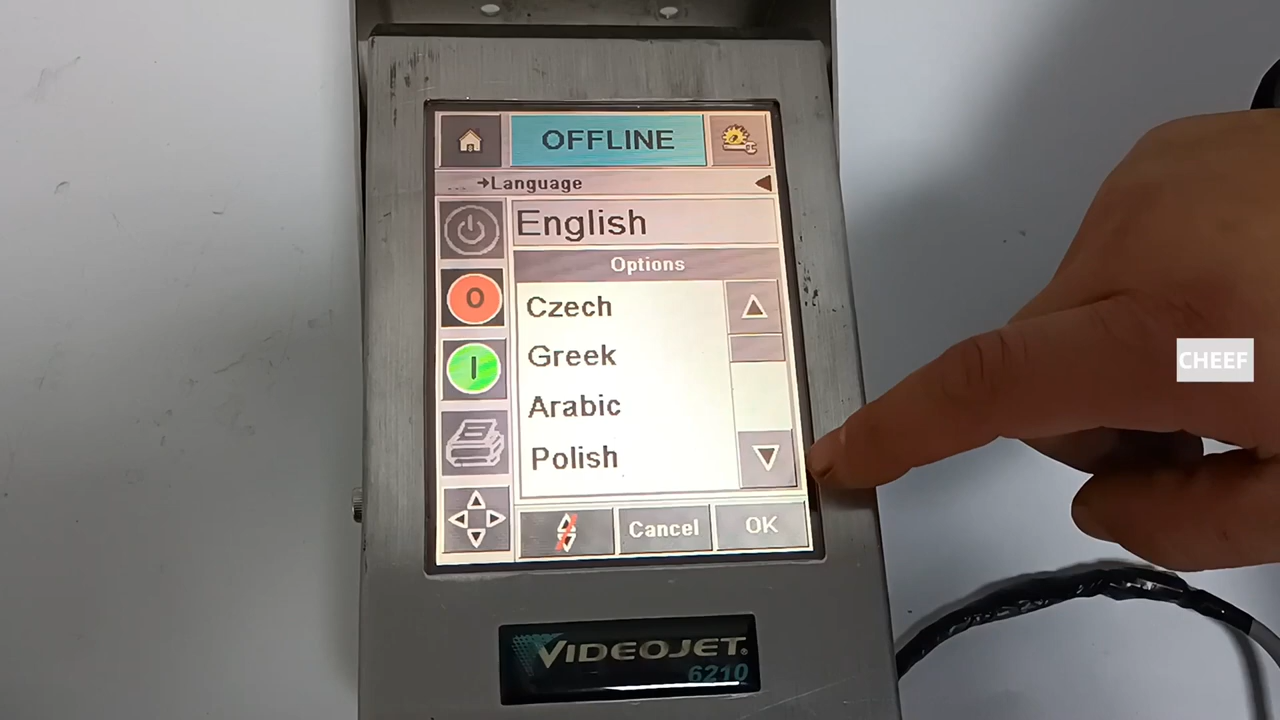 OFFLINE
... →Language
English
Options
Czech
Greek
Arabic
Polish
Cancel
OK
VIDEOJET®
6210
CHEEF